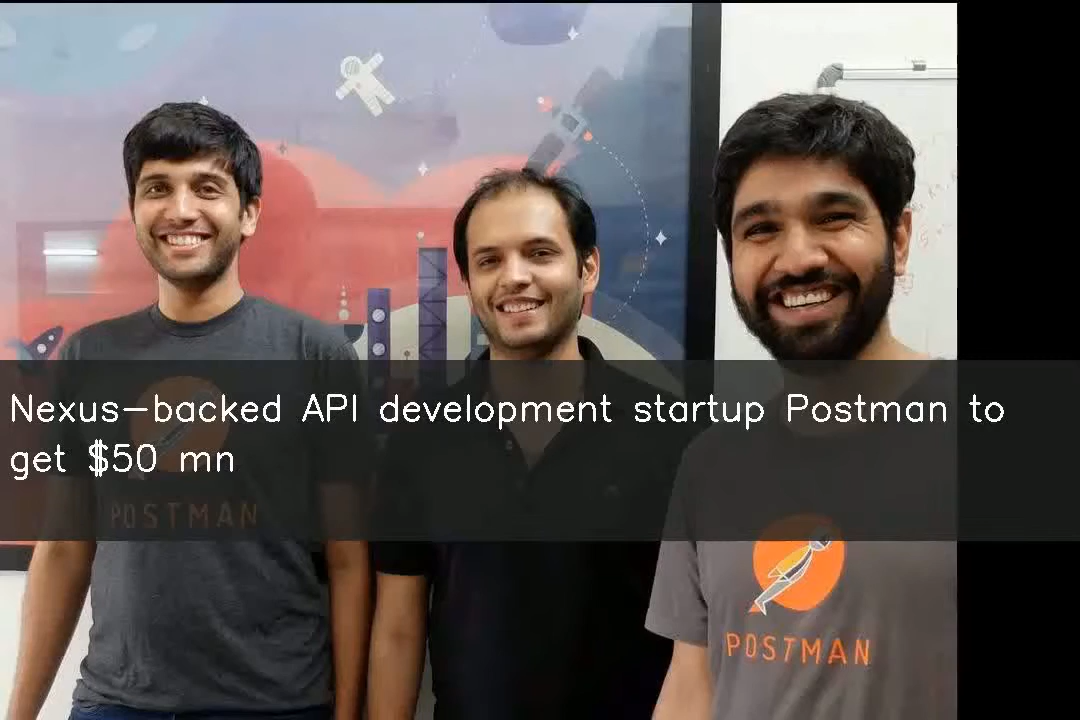 Nexus-backed API development startup Postman to
get $50 mn
POSTMAN
POSTMAN